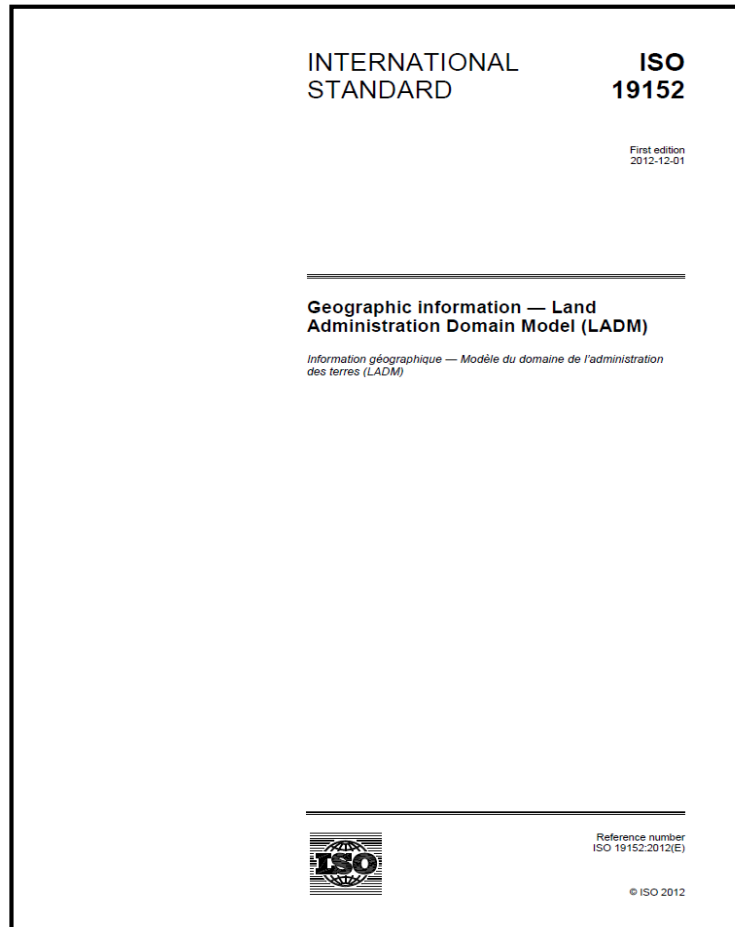 INTERNATIONAL STANDARD
ISO 19152
First edition
2012-12-01
Geographic information — Land
Administration Domain Model (LADM)
Information géographique — Modèle du domaine de l'administration
des terres (LADM)
ISO
Reference number
ISO 19152:2012(E)
© ISO 2012